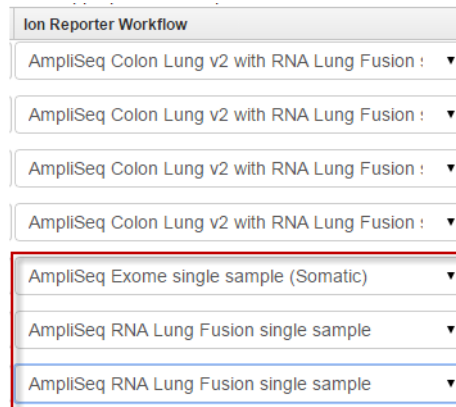 Ion Reporter Workflow
AmpliSeq Colon Lung v2 with RNA Lung Fusion
AmpliSeq Colon Lung v2 with RNA Lung Fusion
AmpliSeq Colon Lung v2 with RNA Lung Fusion
AmpliSeq Colon Lung v2 with RNA Lung Fusion
AmpliSeq Exome single sample (Somatic)
AmpliSeq RNA Lung Fusion single sample
AmpliSeq RNA Lung Fusion single sample